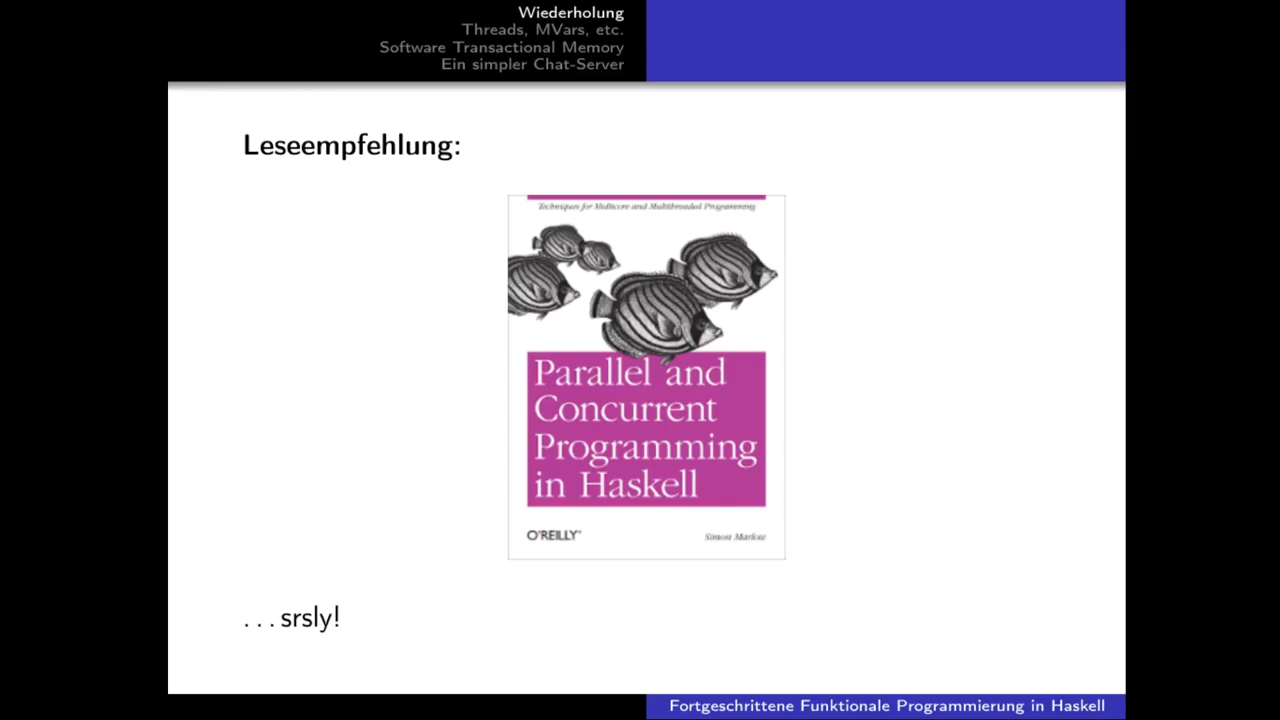 Wiederholung
Threads, MVars, etc.
Software Transactional Memory
Ein simpler Chat-Server
Leseempfehlung:
Techniques for Multicore and Multithreaded Programming
Parallel and
Concurrent
Programming
in Haskell
O'REILLY
Simon Marlow
...srsly!
Fortgeschrittene Funktionale Programmierung in Haskell